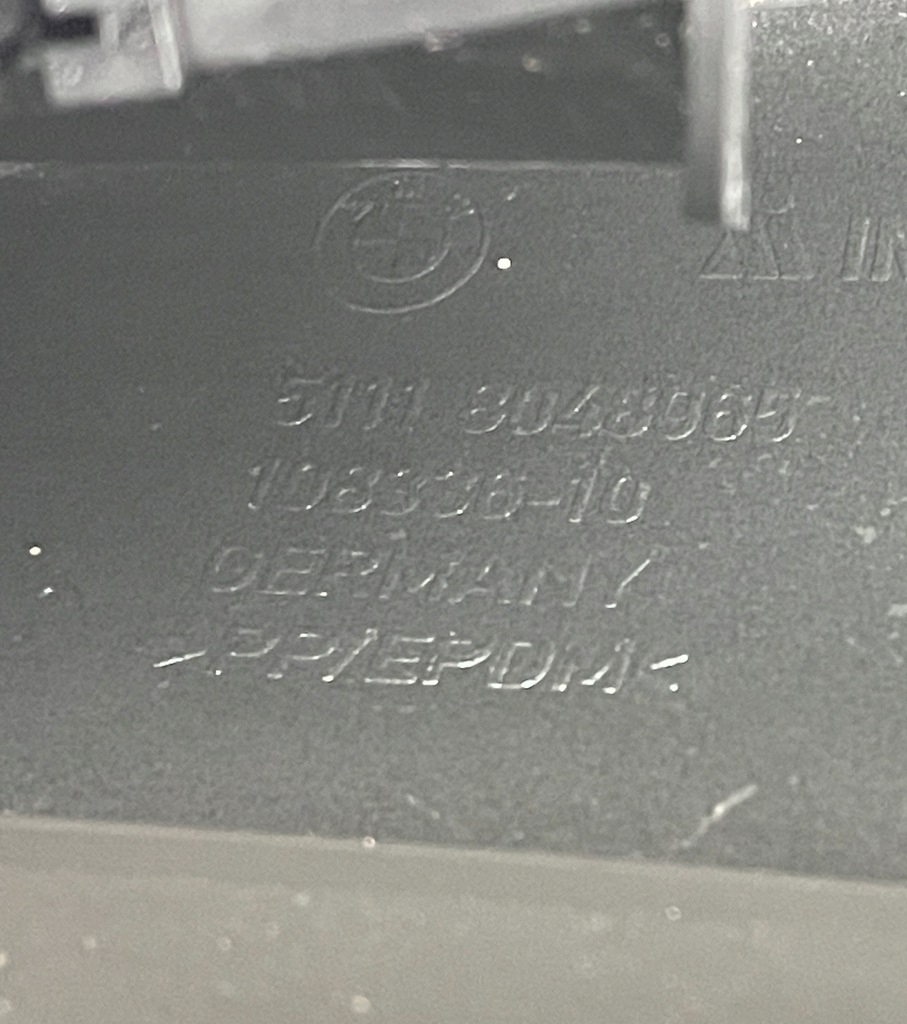 5111 8048965
108336-10
GERMANY
>PP/EPDM<